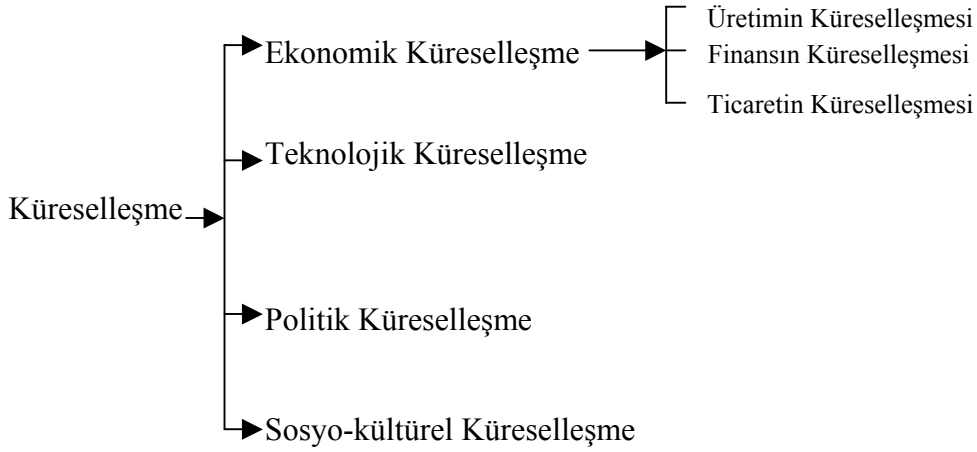 Üretimin Küreselleşmesi
Ekonomik Küreselleşme
Finansın Küreselleşmesi
Ticaretin Küreselleşmesi
Teknolojik Küreselleşme
Küreselleşme
Politik Küreselleşme
Sosyo-kültürel Küreselleşme